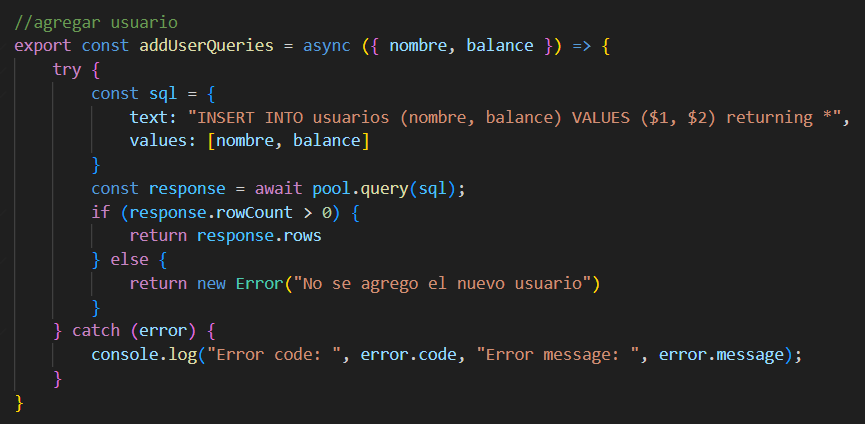 //agregar usuario
export const addUserQueries = async ({ nombre, balance }) => {
    try {
        const sql = {
            text: "INSERT INTO usuarios (nombre, balance) VALUES ($1, $2) returning *",
            values: [nombre, balance]
        }
        const response = await pool.query(sql);
        if (response.rowCount > 0) {
            return response.rows
        } else {
            return new Error("No se agrego el nuevo usuario")
        }
    } catch (error) {
        console.log("Error code: ", error.code, "Error message: ", error.message);
    }
}